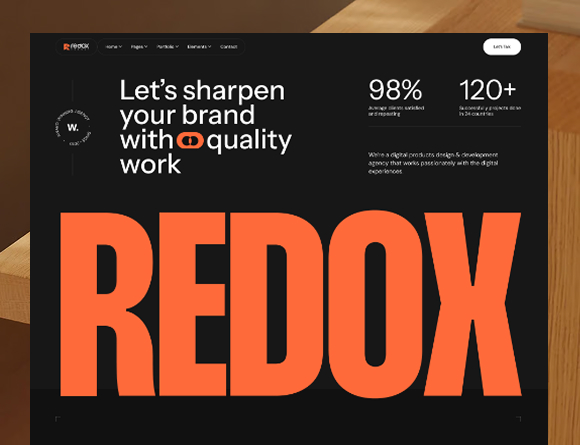 redox
Home
Pages
Portfolio
Elements
Contact
Let's Talk
Let's sharpen
your brand
with quality
work
98%
Average clients satisfied
and repeating
120+
Successfully projects done
in 24 countries
W.
We're a digital products design & development
agency that works passionately with the digital
experiences
REDOX